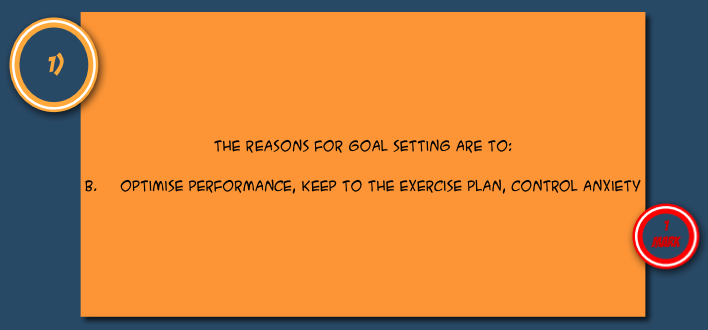 1)
THE REASONS FOR GOAL SETTING ARE TO:
B. OPTIMISE PERFORMANCE, KEEP TO THE EXERCISE PLAN, CONTROL ANXIETY
1
MARK